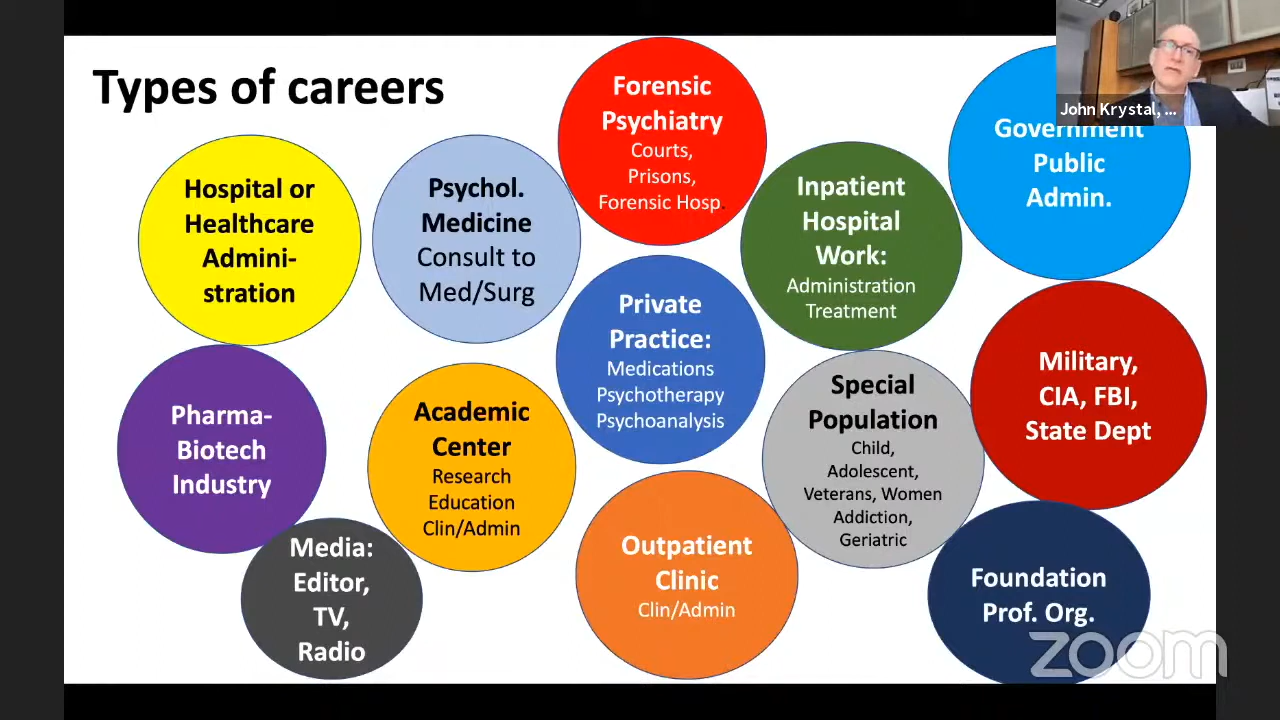 Types of careers
John Krystal, ...
Forensic
Psychiatry
Courts,
Prisons,
Forensic Hosp.
Government
Public
Admin.
Hospital or
Healthcare
Admini-
stration
Psychol.
Medicine
Consult to
Med/Surg
Inpatient
Hospital
Work:
Administration
Treatment
Private
Practice:
Medications
Psychotherapy
Psychoanalysis
Military,
CIA, FBI,
State Dept
Pharma-
Biotech
Industry
Academic
Center
Research
Education
Clin/Admin
Special
Population
Child,
Adolescent,
Veterans, Women
Addiction,
Geriatric
Media:
Editor,
TV,
Radio
Outpatient
Clinic
Clin/Admin
Foundation
Prof. Org.
zoom